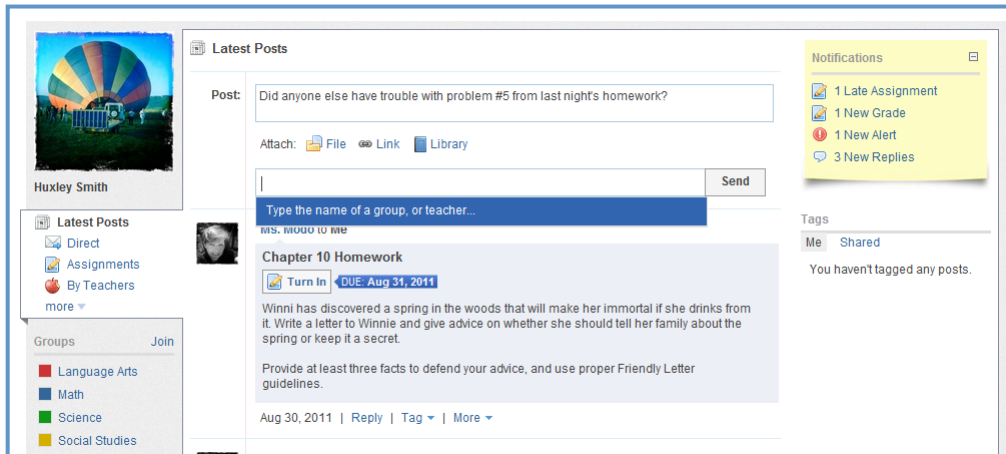 Huxley Smith
Latest Posts
Direct
Assignments
By Teachers
more
Groups Join
Language Arts
Math
Science
Social Studies
Latest Posts
Post: Did anyone else have trouble with problem #5 from last night's homework?
Attach: File Link Library
Send
Type the name of a group, or teacher...
Ms. Modo to Me
Chapter 10 Homework
Turn In DUE: Aug 31, 2011
Winni has discovered a spring in the woods that will make her immortal if she drinks from
it. Write a letter to Winnie and give advice on whether she should tell her family about the
spring or keep it a secret.
Provide at least three facts to defend your advice, and use proper Friendly Letter
guidelines.
Aug 30, 2011 | Reply | Tag | More
Notifications
1 Late Assignment
1 New Grade
1 New Alert
3 New Replies
Tags
Me Shared
You haven't tagged any posts.